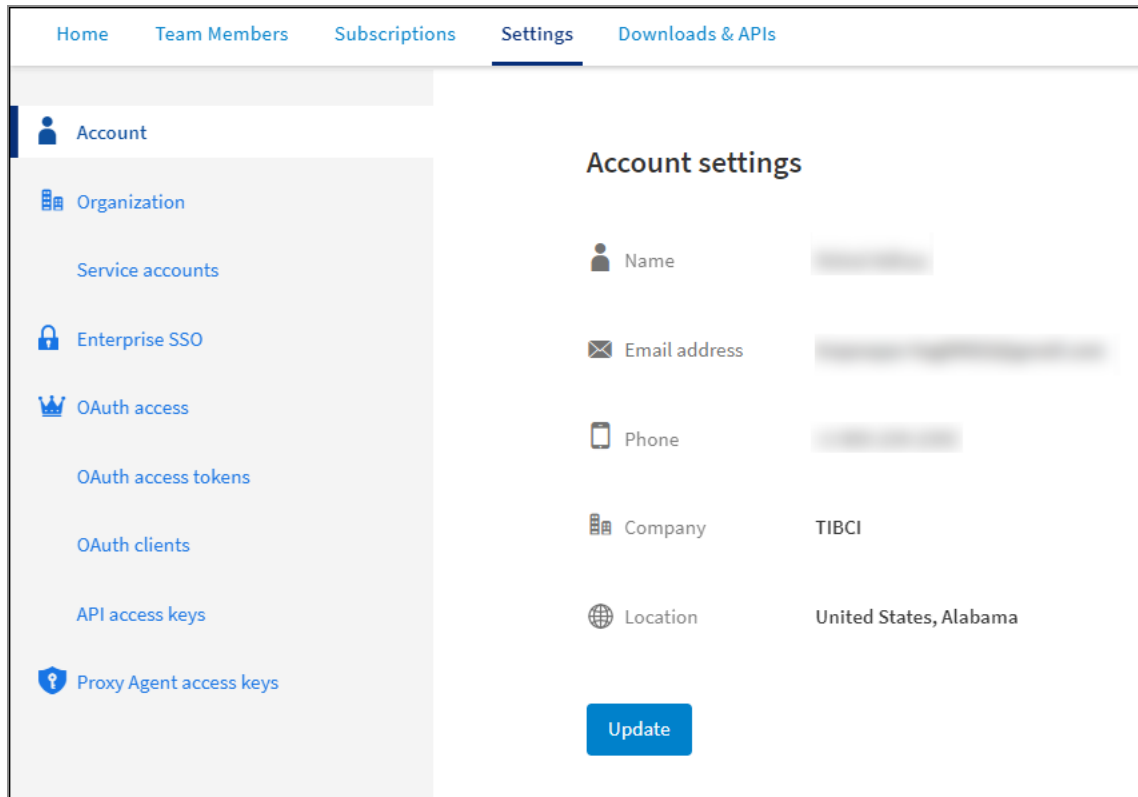 Home Team Members Subscriptions Settings Downloads & APIs
Account
Organization
Service accounts
Enterprise SSO
OAuth access
OAuth access tokens
OAuth clients
API access keys
Proxy Agent access keys
Account settings
Name
Email address
Phone
Company TIBCI
Location United States, Alabama
Update